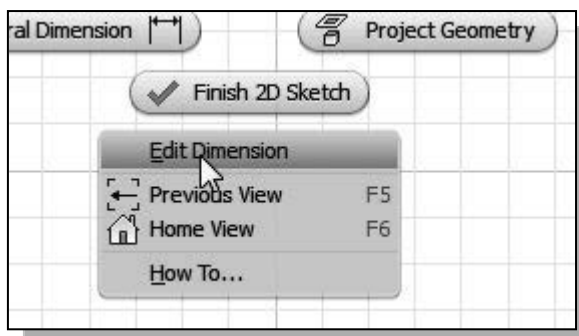 ral Dimension
Project Geometry
Finish 2D Sketch
Edit Dimension
Previous View F5
Home View F6
How To...